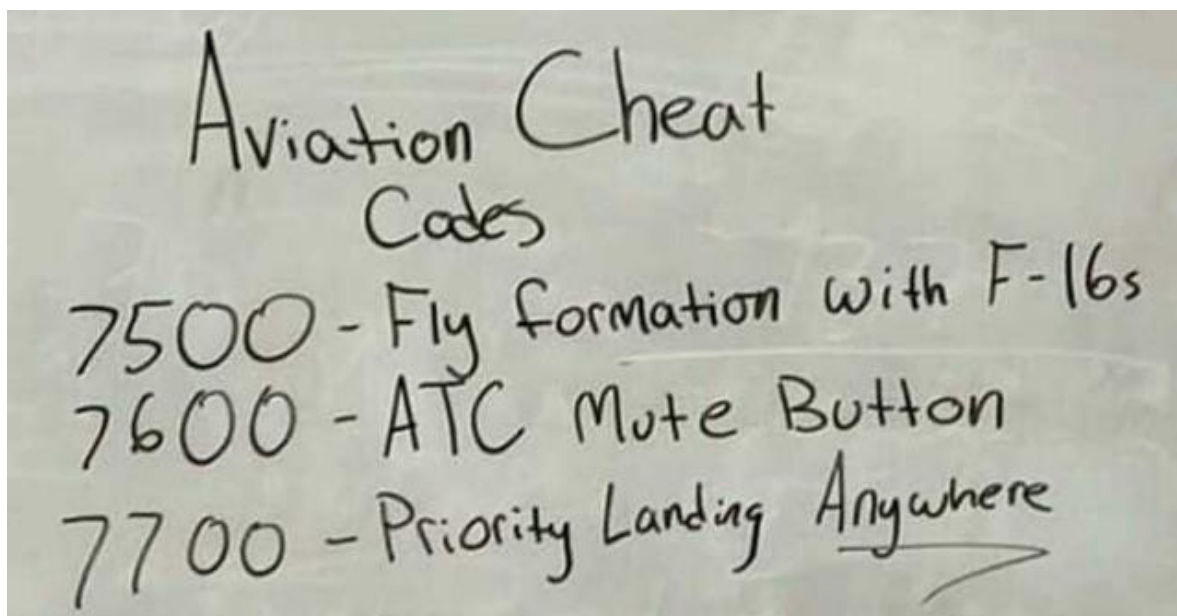 Aviation Cheat
Codes
7500 - Fly formation with F-16s
7600 - ATC Mute Button
7700 - Priority Landing Anywhere